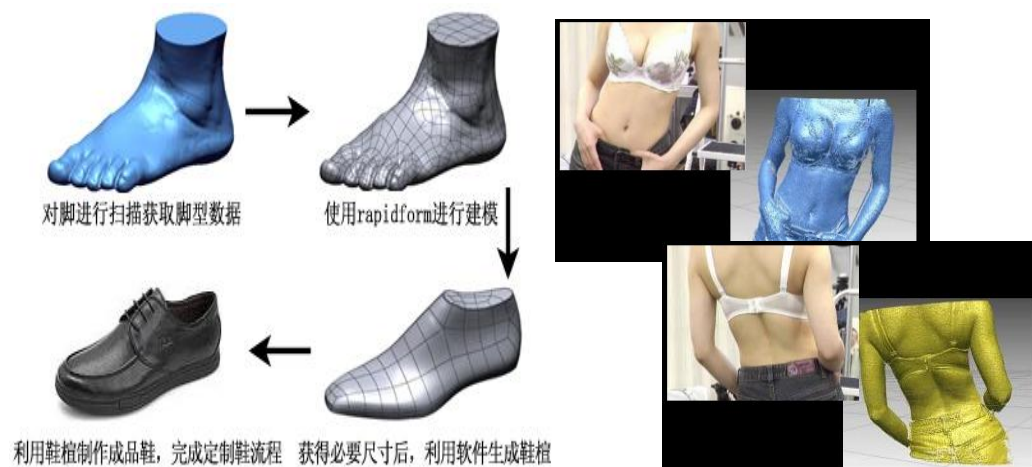 对脚进行扫描获取脚型数据
使用rapidform进行建模
利用鞋楦制作成品鞋，完成定制鞋流程
获得必要尺寸后，利用软件生成鞋楦